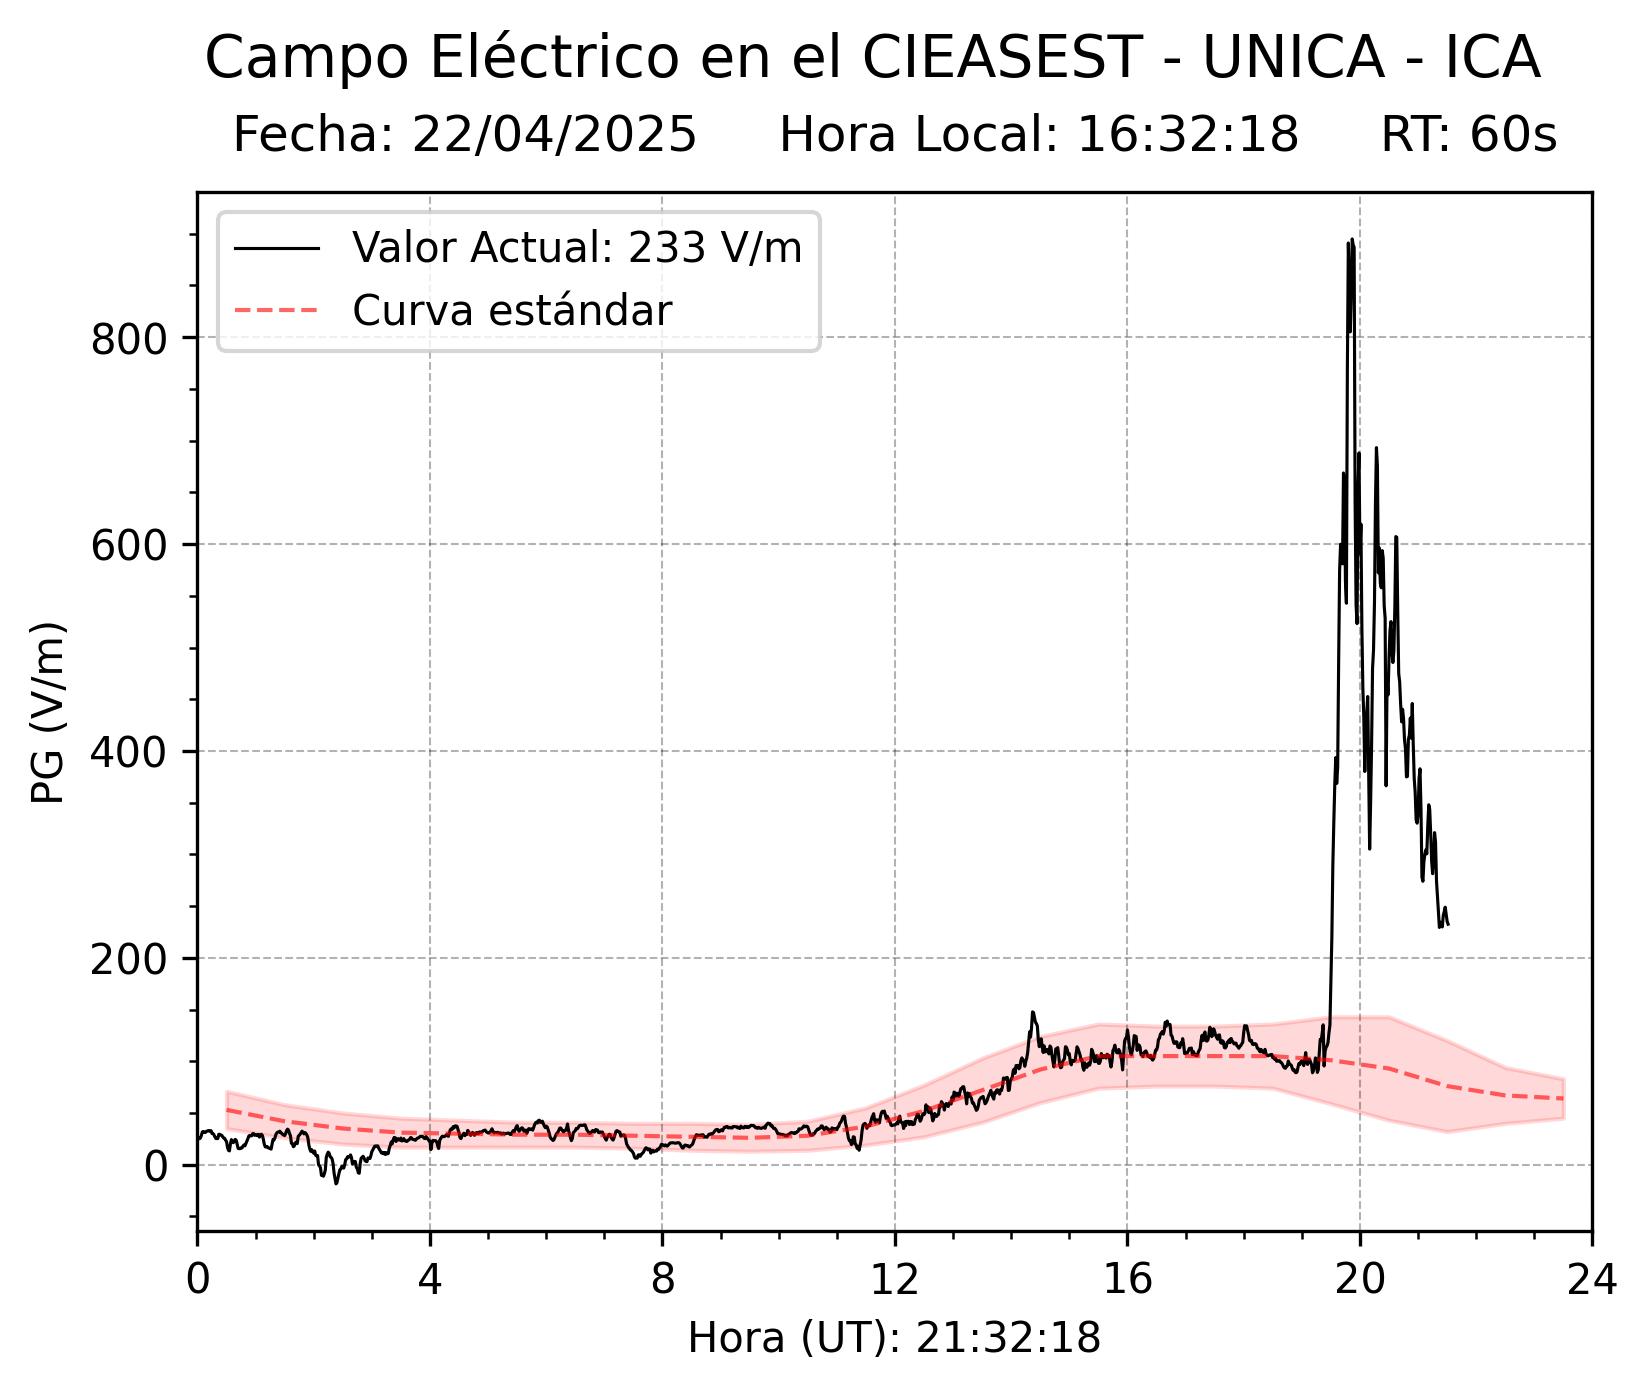 Campo Eléctrico en el CIEASEST - UNICA - ICA
Fecha: 22/04/2025 Hora Local: 16:32:18 RT: 60s
Valor Actual: 233 V/m
Curva estándar
PG (V/m)
800
600
400
200
0
0 4 8 12 16 20 24
Hora (UT): 21:32:18